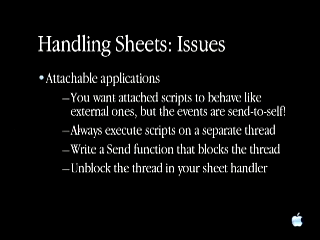 Handling Sheets: Issues
•Attachable applications
–You want attached scripts to behave like
external ones, but the events are send-to-self!
–Always execute scripts on a separate thread
–Write a Send function that blocks the thread
–Unblock the thread in your sheet handler